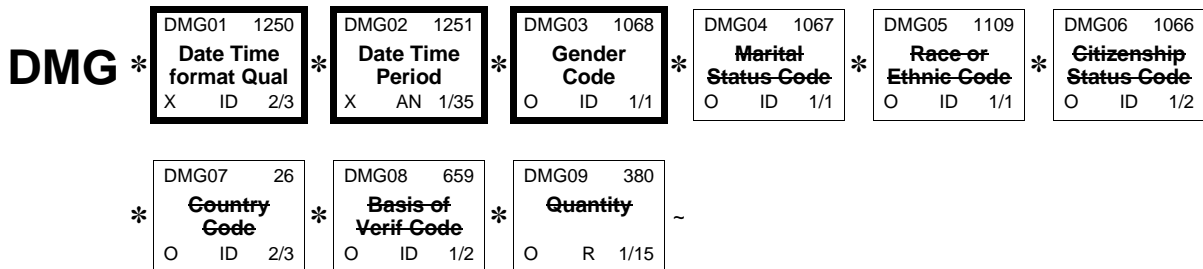 DMG01 1250 DMG02 1251 DMG03 1068 DMG04 1067 DMG05 1109 DMG06 1066
DMG * Date Time * Date Time * Gender * Marital * Race or * Citizenship
format Qual Period Code Status Code Ethnic Code Status Code
X ID 2/3 X AN 1/35 O ID 1/1 O ID 1/1 O ID 1/1 O ID 1/2
DMG07 26 DMG08 659 DMG09 380
* Country * Basis of * Quantity ~
Code Verif Code
O ID 2/3 O ID 1/2 O R 1/15